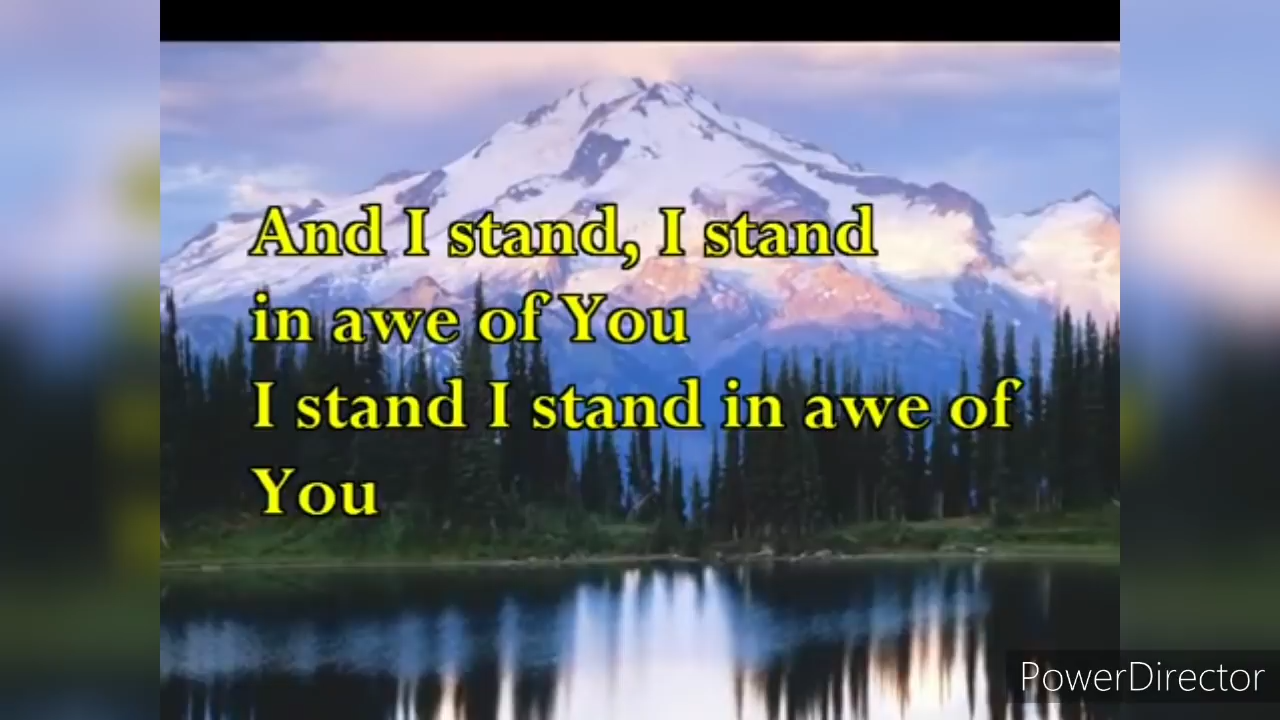 And I stand, I stand
in awe of You
I stand I stand in awe of
You
PowerDirector